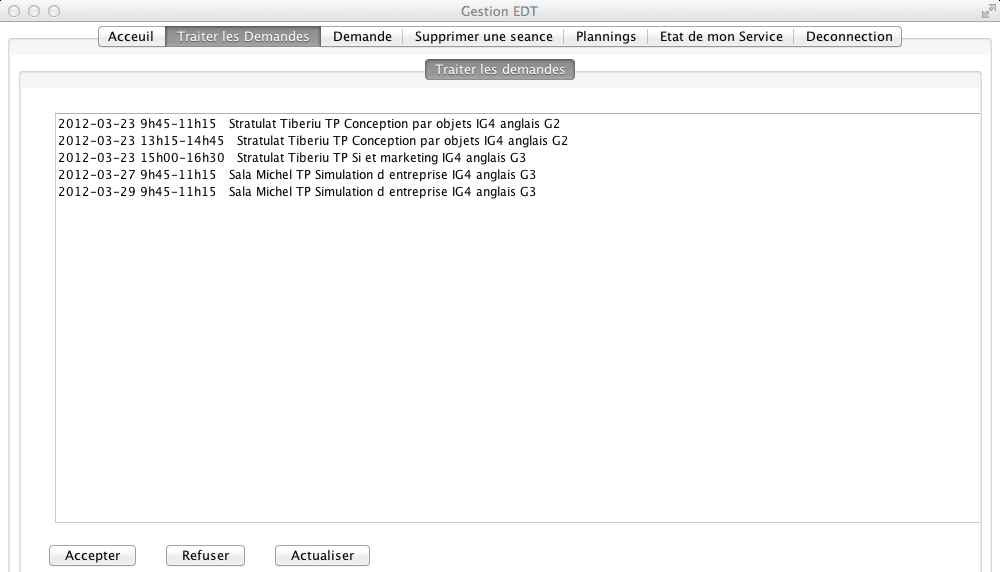 Gestion EDT
Acceuil Traiter les Demandes Demande Supprimer une seance Plannings Etat de mon Service Deconnection
Traiter les demandes
2012-03-23 9h45-11h15 Stratulat Tiberiu TP Conception par objets IG4 anglais G2
2012-03-23 13h15-14h45 Stratulat Tiberiu TP Conception par objets IG4 anglais G2
2012-03-23 15h00-16h30 Stratulat Tiberiu TP Si et marketing IG4 anglais G3
2012-03-27 9h45-11h15 Sala Michel TP Simulation d entreprise IG4 anglais G3
2012-03-29 9h45-11h15 Sala Michel TP Simulation d entreprise IG4 anglais G3
Accepter Refuser Actualiser